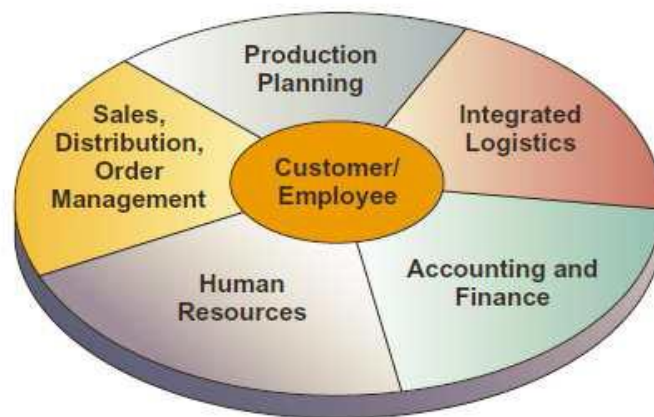 Production
Planning
Integrated
Logistics
Sales,
Distribution,
Order
Management
Customer/
Employee
Accounting and
Finance
Human
Resources